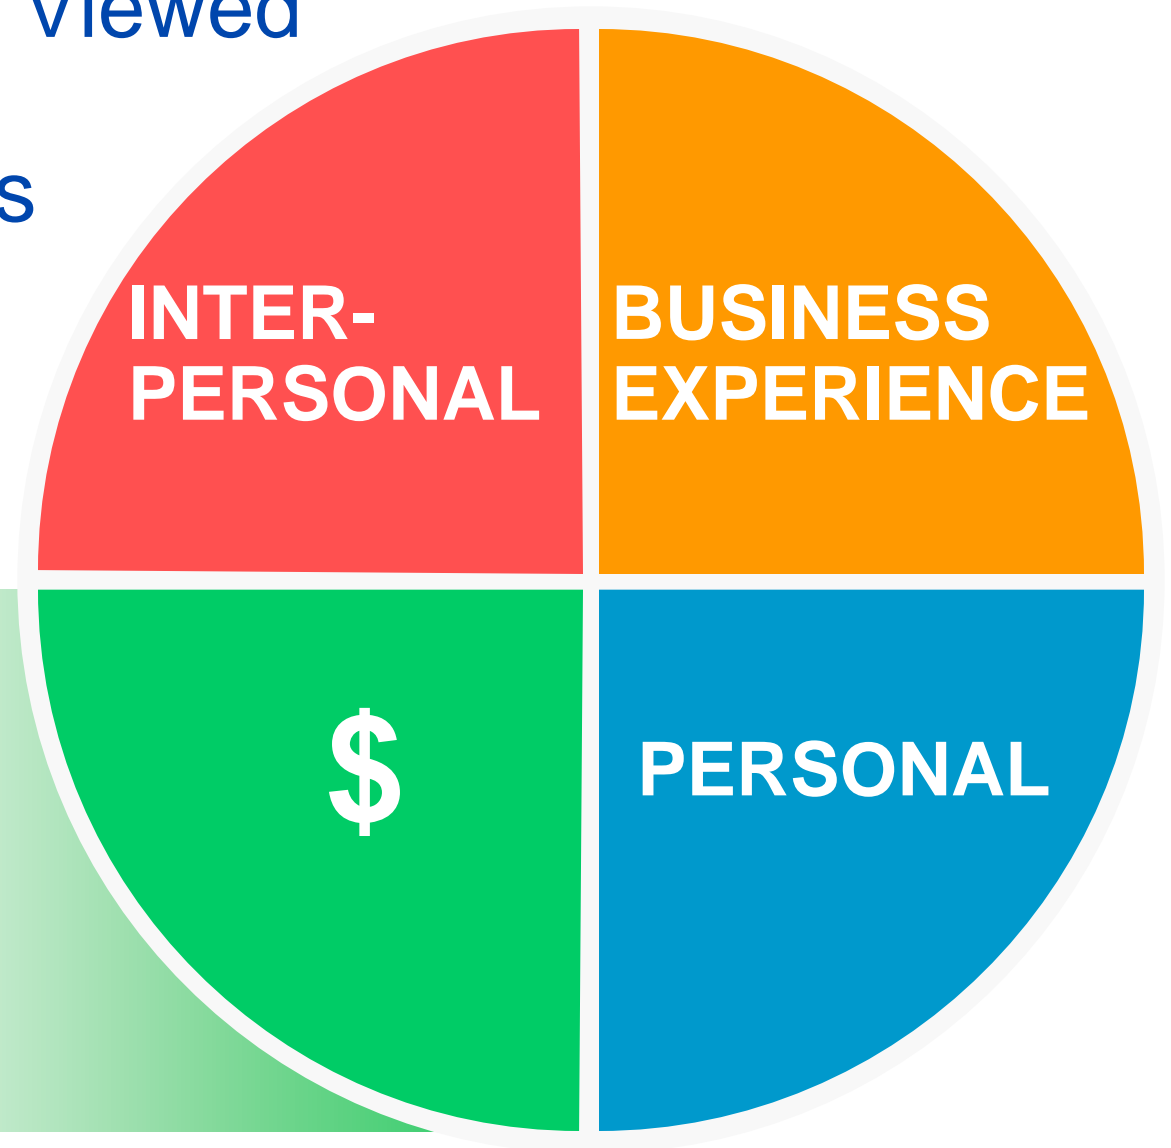 viewed
s
INTER-
PERSONAL
BUSINESS
EXPERIENCE
$
PERSONAL